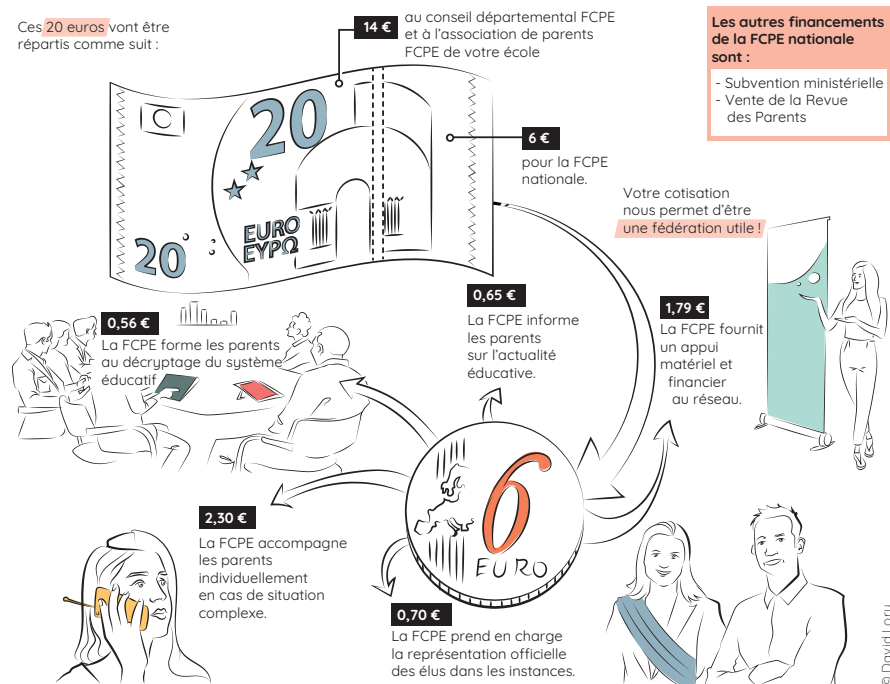 Ces 20 euros vont être
répartis comme suit :
14 €
au conseil départemental FCPE
et à l'association de parents
FCPE de votre école
Les autres financements
de la FCPE nationale
sont :
- Subvention ministérielle
- Vente de la Revue
des Parents
20
6 €
pour la FCPE
nationale.
EURO
ΕΥΡΩ
20
Votre cotisation
nous permet d'être
une fédération utile !
0,56 €
La FCPE forme les parents
au décryptage du système
éducatif
0,65 €
La FCPE informe
les parents
sur l'actualité
éducative.
1,79 €
La FCPE fournit
un appui
matériel et
financier
au réseau.
6
EURO
2,30 €
La FCPE accompagne
les parents
individuellement
en cas de situation
complexe.
0,70 €
La FCPE prend en charge
la représentation officielle
des élus dans les instances.
© David Lory